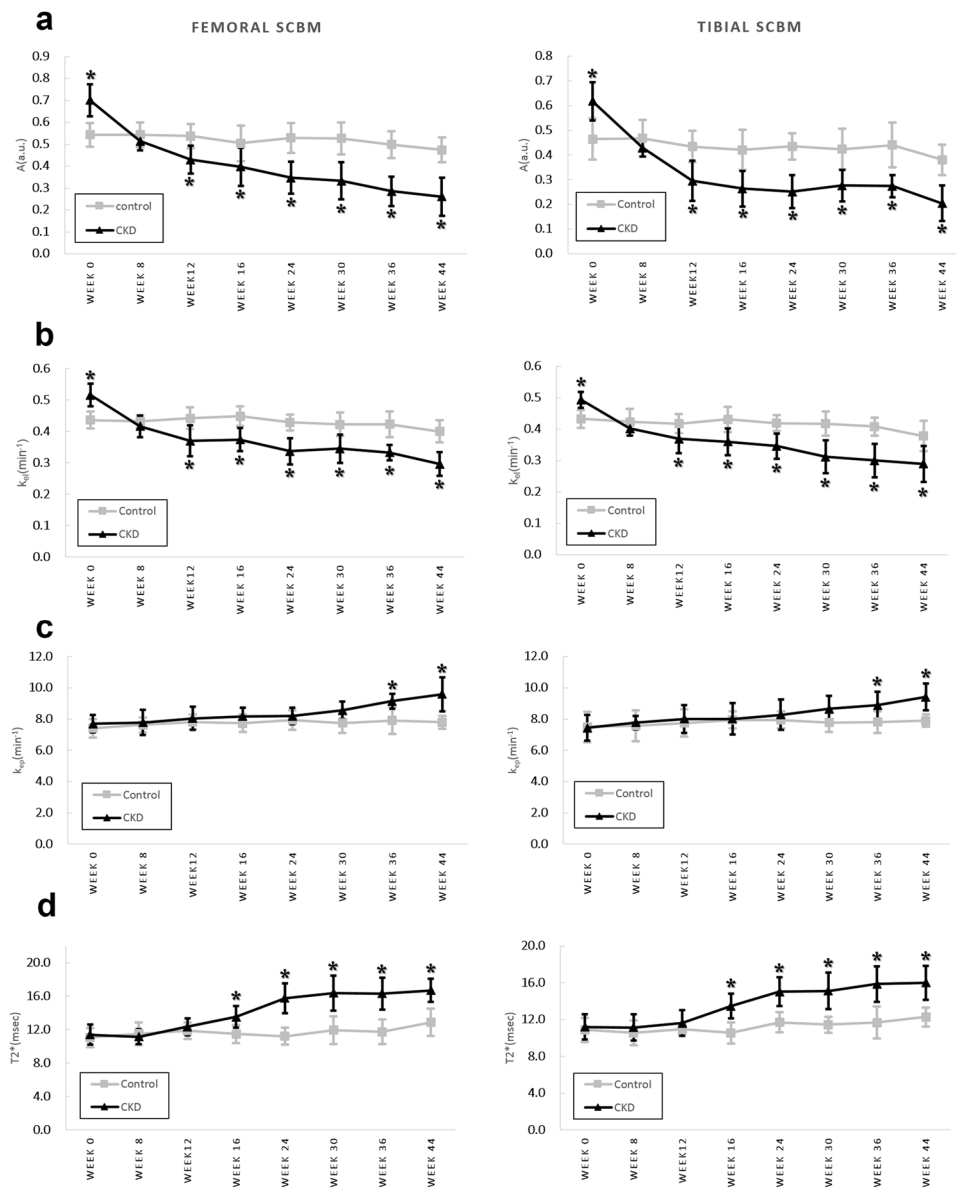 a
FEMORAL SCBM
TIBIAL SCBM
A(a.u.)
0.9
0.8
0.7
0.6
0.5
0.4
0.3
0.2
0.1
0.0
*
*
*
*
*
*
*
control
CKD
WEEK 0
WEEK 8
WEEK12
WEEK 16
WEEK 24
WEEK 30
WEEK 36
WEEK 44
A(a.u.)
0.8
0.7
0.6
0.5
0.4
0.3
0.2
0.1
0.0
*
*
*
*
*
*
*
control
CKD
WEEK 0
WEEK 8
WEEK12
WEEK 16
WEEK 24
WEEK 30
WEEK 36
WEEK 44
b
kel(min-1)
0.6
0.5
0.4
0.3
0.2
0.1
0.0
*
*
*
*
*
*
*
Control
CKD
WEEK 0
WEEK 8
WEEK12
WEEK 16
WEEK 24
WEEK 30
WEEK 36
WEEK 44
kel(min-1)
0.6
0.5
0.4
0.3
0.2
0.1
0.0
*
*
*
*
*
*
*
Control
CKD
WEEK 0
WEEK 8
WEEK12
WEEK 16
WEEK 24
WEEK 30
WEEK 36
WEEK 44
c
kep(min-1)
12.0
10.0
8.0
6.0
4.0
2.0
0.0
*
*
Control
CKD
WEEK 0
WEEK 8
WEEK12
WEEK 16
WEEK 24
WEEK 30
WEEK 36
WEEK 44
kep(min-1)
12.0
10.0
8.0
6.0
4.0
2.0
0.0
*
*
Control
CKD
WEEK 0
WEEK 8
WEEK12
WEEK 16
WEEK 24
WEEK 30
WEEK 36
WEEK 44
d
T2*(msec)
20.0
16.0
12.0
8.0
4.0
0.0
*
*
*
*
*
Control
CKD
WEEK 0
WEEK 8
WEEK12
WEEK 16
WEEK 24
WEEK 30
WEEK 36
WEEK 44
T2*(msec)
20.0
16.0
12.0
8.0
4.0
0.0
*
*
*
*
*
Control
CKD
WEEK 0
WEEK 8
WEEK12
WEEK 16
WEEK 24
WEEK 30
WEEK 36
WEEK 44